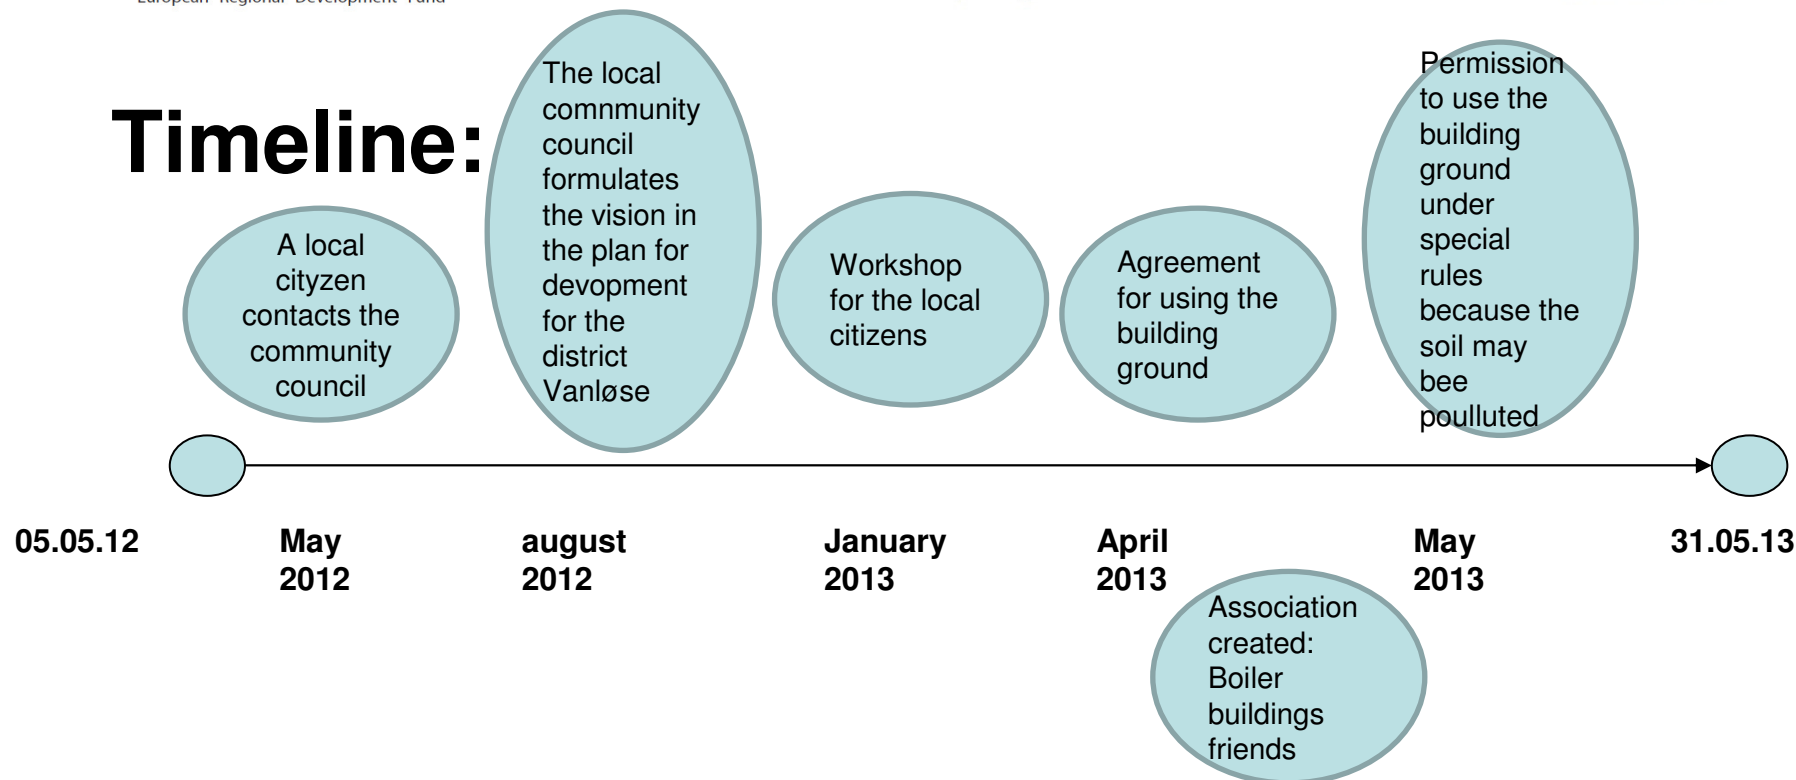 European Regional Development Fund
Timeline:
A local
cityzen
contacts the
community
council
The local
comnmunity
council
formulates
the vision in
the plan for
devopment
for the
district
Vanløse
Workshop
for the local
citizens
Agreement
for using the
building
ground
Permission
to use the
building
ground
under
special
rules
because the
soil may
bee
poulluted
05.05.12
May
2012
august
2012
January
2013
April
2013
May
2013
31.05.13
Association
created:
Boiler
buildings
friends